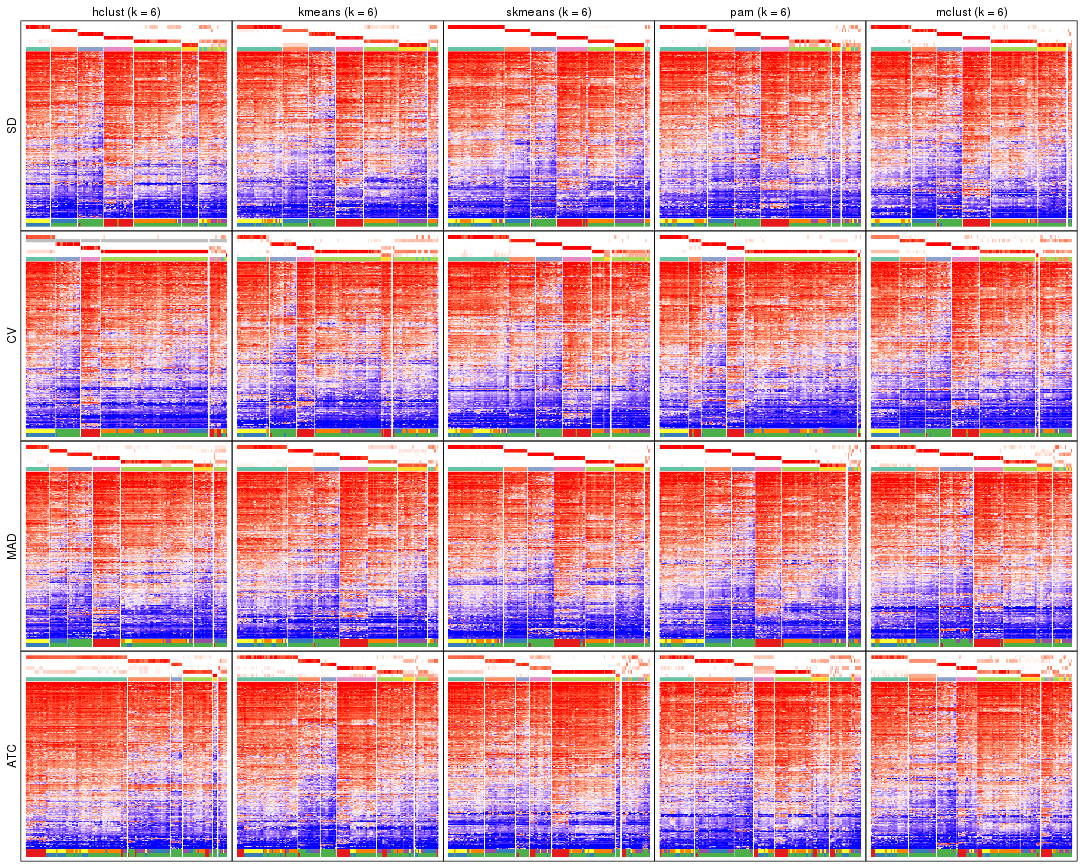 hclust (k = 6)
kmeans (k = 6)
skmeans (k = 6)
pam (k = 6)
mclust (k = 6)
SD
CV
MAD
ATC